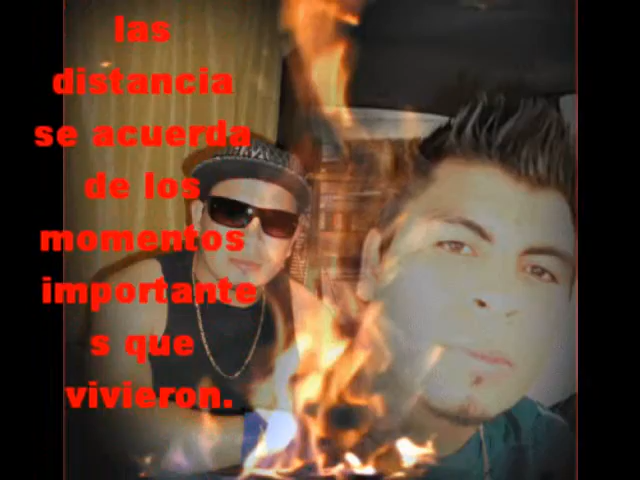 las
distancia
se acuerda
de los
momentos
importante
s que
vivieron.